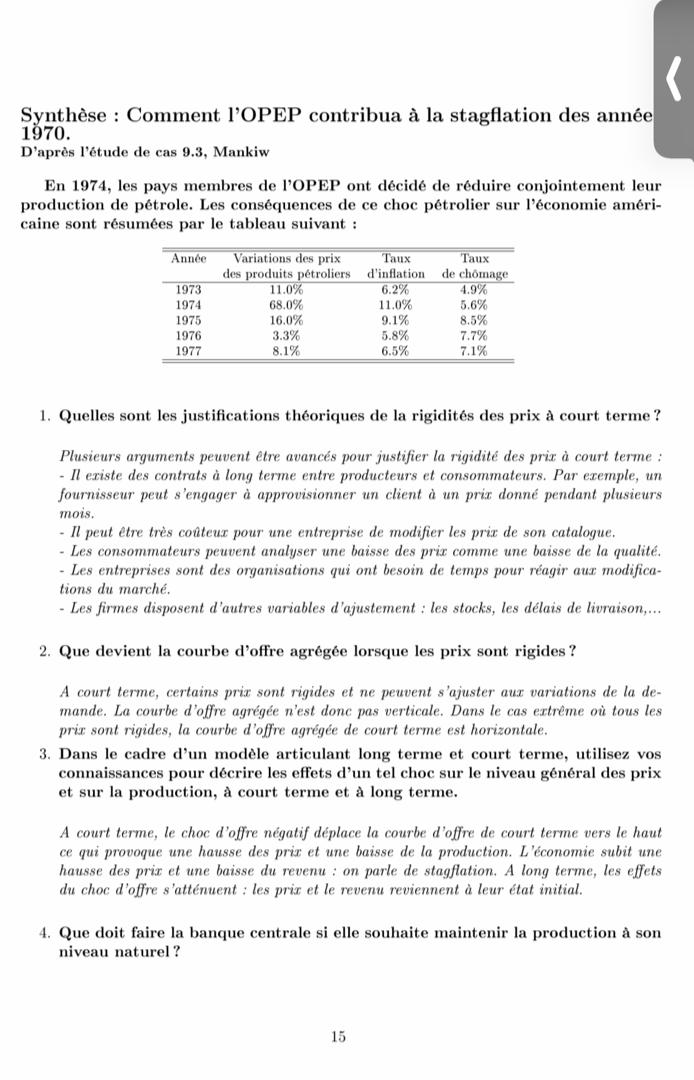 Synthèse : Comment l'OPEP contribua à la stagflation des année
1970.
D'après l'étude de cas 9.3, Mankiw
En 1974, les pays membres de l'OPEP ont décidé de réduire conjointement leur
production de pétrole. Les conséquences de ce choc pétrolier sur l'économie améri-
caine sont résumées par le tableau suivant :
Année Variations des prix Taux Taux
des produits pétroliers d'inflation de chômage
1973 11.0% 6.2% 4.9%
1974 68.0% 11.0% 5.6%
1975 16.0% 9.1% 8.5%
1976 3.3% 5.8% 7.7%
1977 8.1% 6.5% 7.1%
1. Quelles sont les justifications théoriques de la rigidités des prix à court terme ?
Plusieurs arguments peuvent être avancés pour justifier la rigidité des prix à court terme :
- Il existe des contrats à long terme entre producteurs et consommateurs. Par exemple, un
fournisseur peut s'engager à approvisionner un client à un prix donné pendant plusieurs
mois.
- Il peut être très coûteux pour une entreprise de modifier les prix de son catalogue.
- Les consommateurs peuvent analyser une baisse des prix comme une baisse de la qualité.
- Les entreprises sont des organisations qui ont besoin de temps pour réagir aux modifica-
tions du marché.
- Les firmes disposent d'autres variables d'ajustement : les stocks, les délais de livraison,...
2. Que devient la courbe d'offre agrégée lorsque les prix sont rigides ?
A court terme, certains prix sont rigides et ne peuvent s'ajuster aux variations de la de-
mande. La courbe d'offre agrégée n'est donc pas verticale. Dans le cas extrême où tous les
prix sont rigides, la courbe d'offre agrégée de court terme est horizontale.
3. Dans le cadre d'un modèle articulant long terme et court terme, utilisez vos
connaissances pour décrire les effets d'un tel choc sur le niveau général des prix
et sur la production, à court terme et à long terme.
A court terme, le choc d'offre négatif déplace la courbe d'offre de court terme vers le haut
ce qui provoque une hausse des prix et une baisse de la production. L'économie subit une
hausse des prix et une baisse du revenu : on parle de stagflation. A long terme, les effets
du choc d'offre s'atténuent : les prix et le revenu reviennent à leur état initial.
4. Que doit faire la banque centrale si elle souhaite maintenir la production à son
niveau naturel ?
15